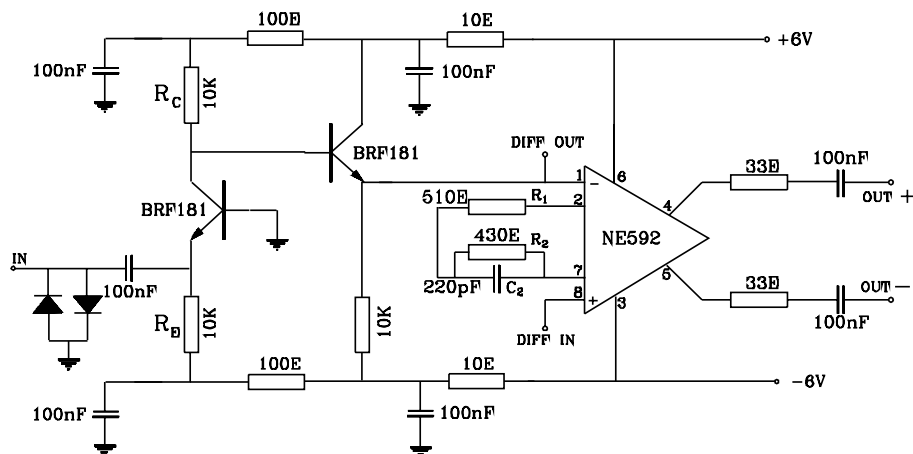 100E
10E
+6V
100nF
100nF
R_C
10K
BRF181
DIFF OUT
BRF181
1
-
6
33E
100nF
510E
R₁
2
4
OUT +
NE592
430E
R₂
IN
100nF
220pF
C₂
7
5
33E
OUT -
8
+
3
100nF
R_E
10K
10K
DIFF IN
100E
10E
-6V
100nF
100nF